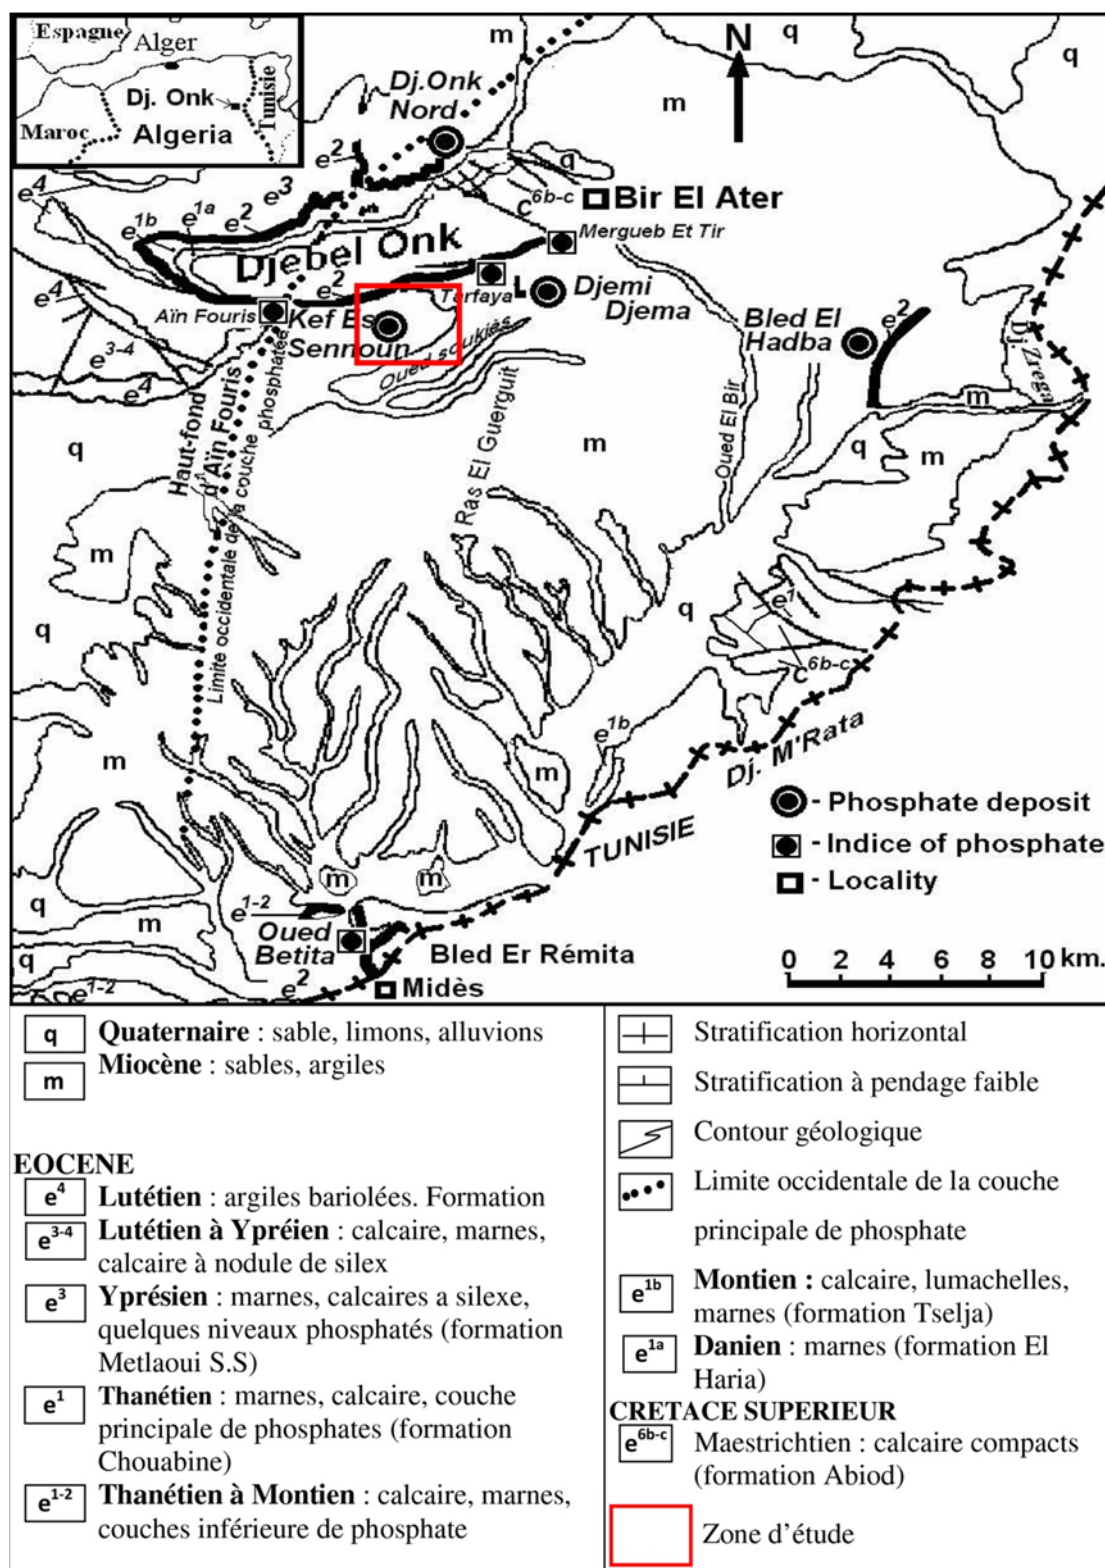 Espagne
Alger
Dj. Onk
Tunisie
Maroc
Algeria
m
q
q
N
Dj.Onk
Nord
m
e²
q
e⁴
e³
e⁴
e¹ᵃ
e²
e¹ᵇ
c⁶ᵇ⁻ᶜ
Bir El Ater
Mergueb Et Tir
Djebel Onk
e²
e⁴
Tarfaya
L
Djemi
Djema
Aïn Fouris
Kef Es
Sennoun
Oued soukiès
Bled El
Hadba
e²
Dj. Zrega
e³⁻⁴
e⁴
m
q
Haut-fond
d'Aïn Fouris
Limite occidentale de la couche phosphatée
Ras El Guerguit
m
Oued El Bir
q
m
m
q
q
e¹
c⁶ᵇ⁻ᶜ
m
e¹ᵇ
m
Dj. M'Rata
TUNISIE
- Phosphate deposit
- Indice of phosphate
- Locality
m
m
q
e¹⁻²
m
Oued
Betita
Bled Er Rémita
q
e¹⁻²
e²
Midès
0 2 4 6 8 10 km.
q Quaternaire : sable, limons, alluvions
m Miocène : sables, argiles
EOCENE
e⁴ Lutétien : argiles bariolées. Formation
e³⁻⁴ Lutétien à Ypréien : calcaire, marnes,
calcaire à nodule de silex
e³ Yprésien : marnes, calcaires a silexe,
quelques niveaux phosphatés (formation
Metlaoui S.S)
e¹ Thanétien : marnes, calcaire, couche
principale de phosphates (formation
Chouabine)
e¹⁻² Thanétien à Montien : calcaire, marnes,
couches inférieure de phosphate
Stratification horizontal
Stratification à pendage faible
Contour géologique
Limite occidentale de la couche
principale de phosphate
e¹ᵇ Montien : calcaire, lumachelles,
marnes (formation Tselja)
e¹ᵃ Danien : marnes (formation El
Haria)
CRETACE SUPERIEUR
e⁶ᵇ⁻ᶜ Maestrichtien : calcaire compacts
(formation Abiod)
Zone d'étude